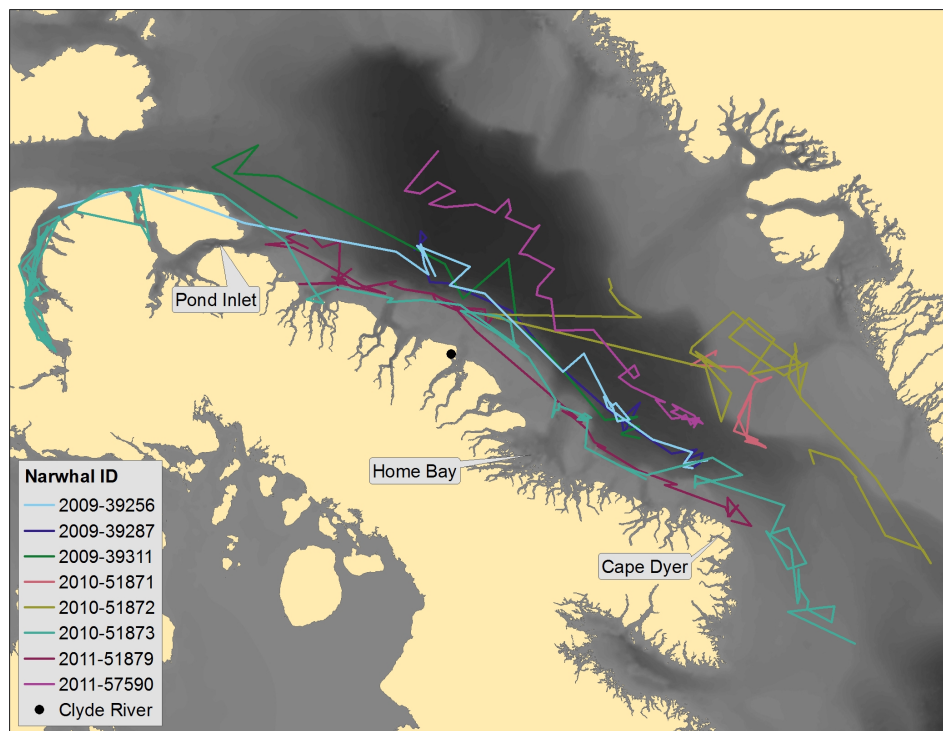 Pond Inlet
Home Bay
Narwhal ID
2009-39256
2009-39287
2009-39311
2010-51871
2010-51872
2010-51873
2011-51879
2011-57590
Clyde River
Cape Dyer